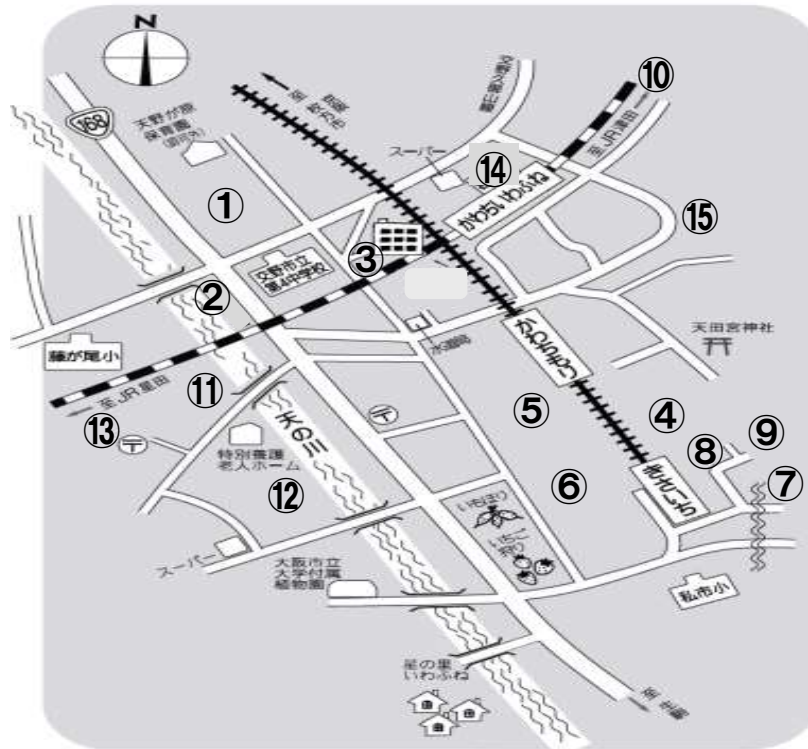 N
168
天野が原
保育園
①
②
交野市立
第4中学校
③
スーパー
⑭
かわちいわふね
⑩
至JR津田
⑮
藤が尾小
至JR星田
⑪
⑬
〒
特別養護
老人ホーム
天の川
⑫
〒
水道局
かわちもり
天田宮神社
⑤
④
⑥
⑧
⑨
⑦
きさいち
いもほり
いちご
狩り
スーパー
大阪市立
大学付属
植物園
私市小
星の里
いわふね